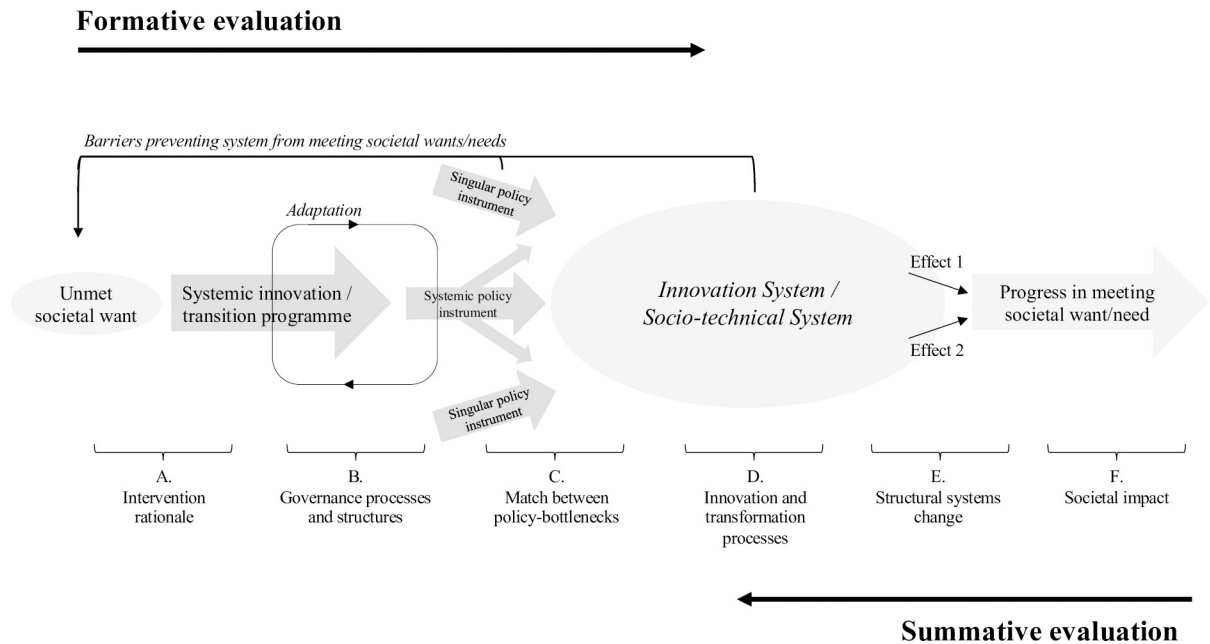 Formative evaluation
Barriers preventing system from meeting societal wants/needs
Singular policy
instrument
Adaptation
Unmet
societal want
Systemic innovation /
transition programme
Systemic policy
instrument
Innovation System /
Socio-technical System
Effect 1
Effect 2
Progress in meeting
societal want/need
Singular policy
instrument
A.
Intervention
rationale
B.
Governance processes
and structures
C.
Match between
policy-bottlenecks
D.
Innovation and
transformation
processes
E.
Structural systems
change
F.
Societal impact
Summative evaluation